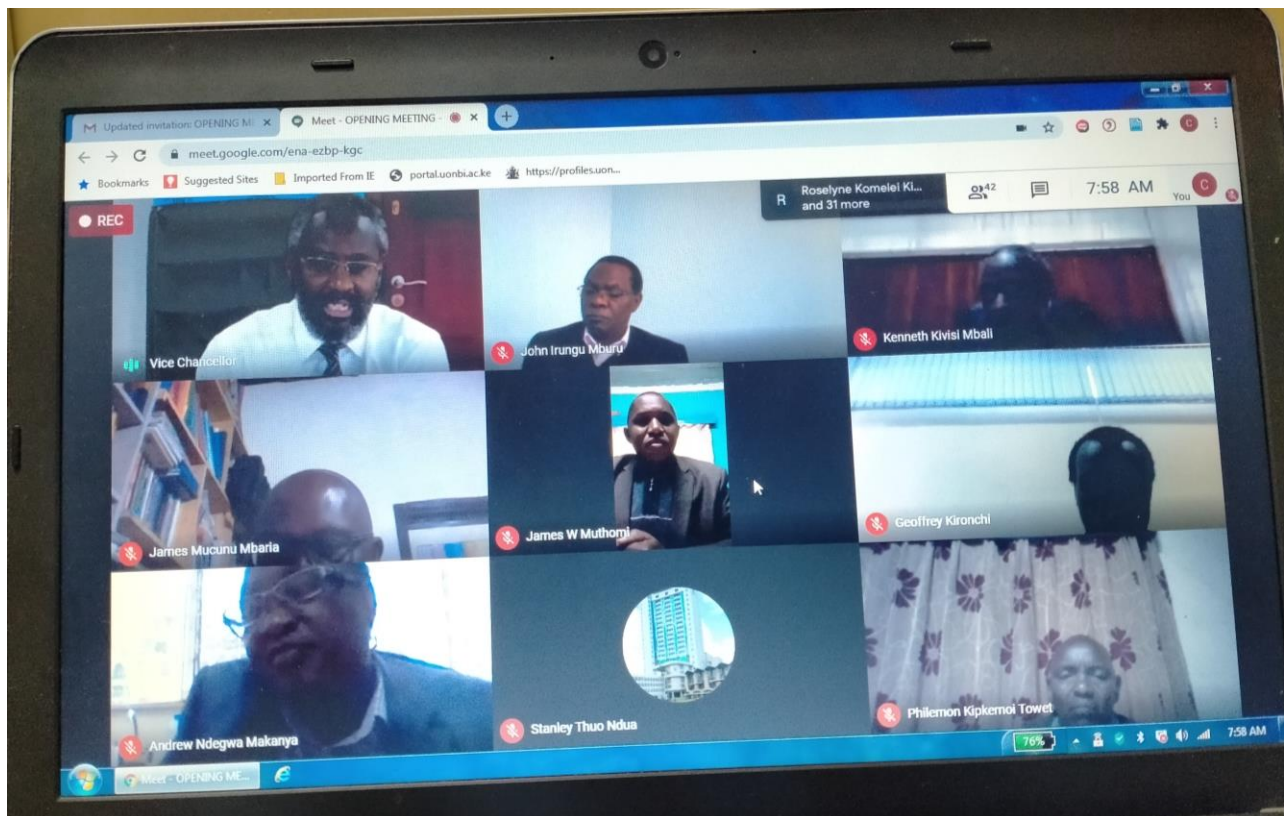 Updated invitation: OPENING ME
Meet - OPENING MEETING -
meet.google.com/ena-ezbp-kgc
Bookmarks Suggested Sites Imported From IE portal.uonbi.ac.ke https://profiles.uon...
REC
R Roselyne Komelei Ki...
and 31 more
42
7:58 AM
You
C
Vice Chancellor
John Irungu Mburu
Kenneth Kivisi Mbali
James Mucunu Mbaria
James W Muthomi
Geoffrey Kironchi
Andrew Ndegwa Makanya
Stanley Thuo Ndua
Philemon Kipkemoi Towet
Meet - OPENING ME...
76%
7:58 AM